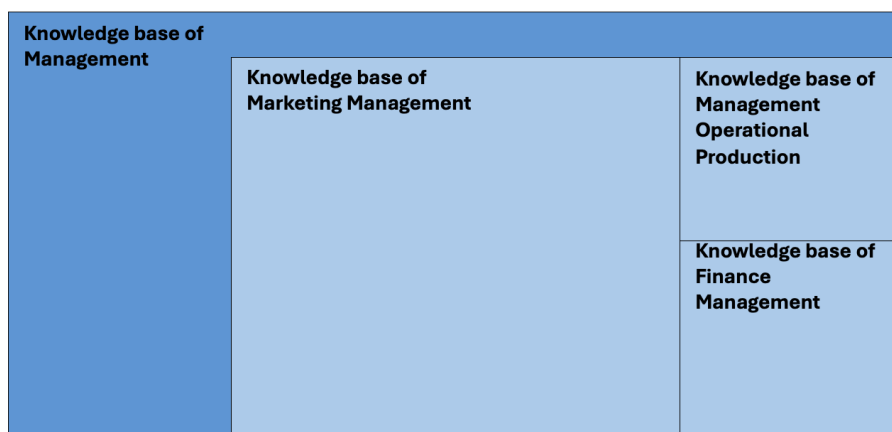 Knowledge base of
Management
Knowledge base of
Marketing Management
Knowledge base of
Management
Operational
Production
Knowledge base of
Finance
Management